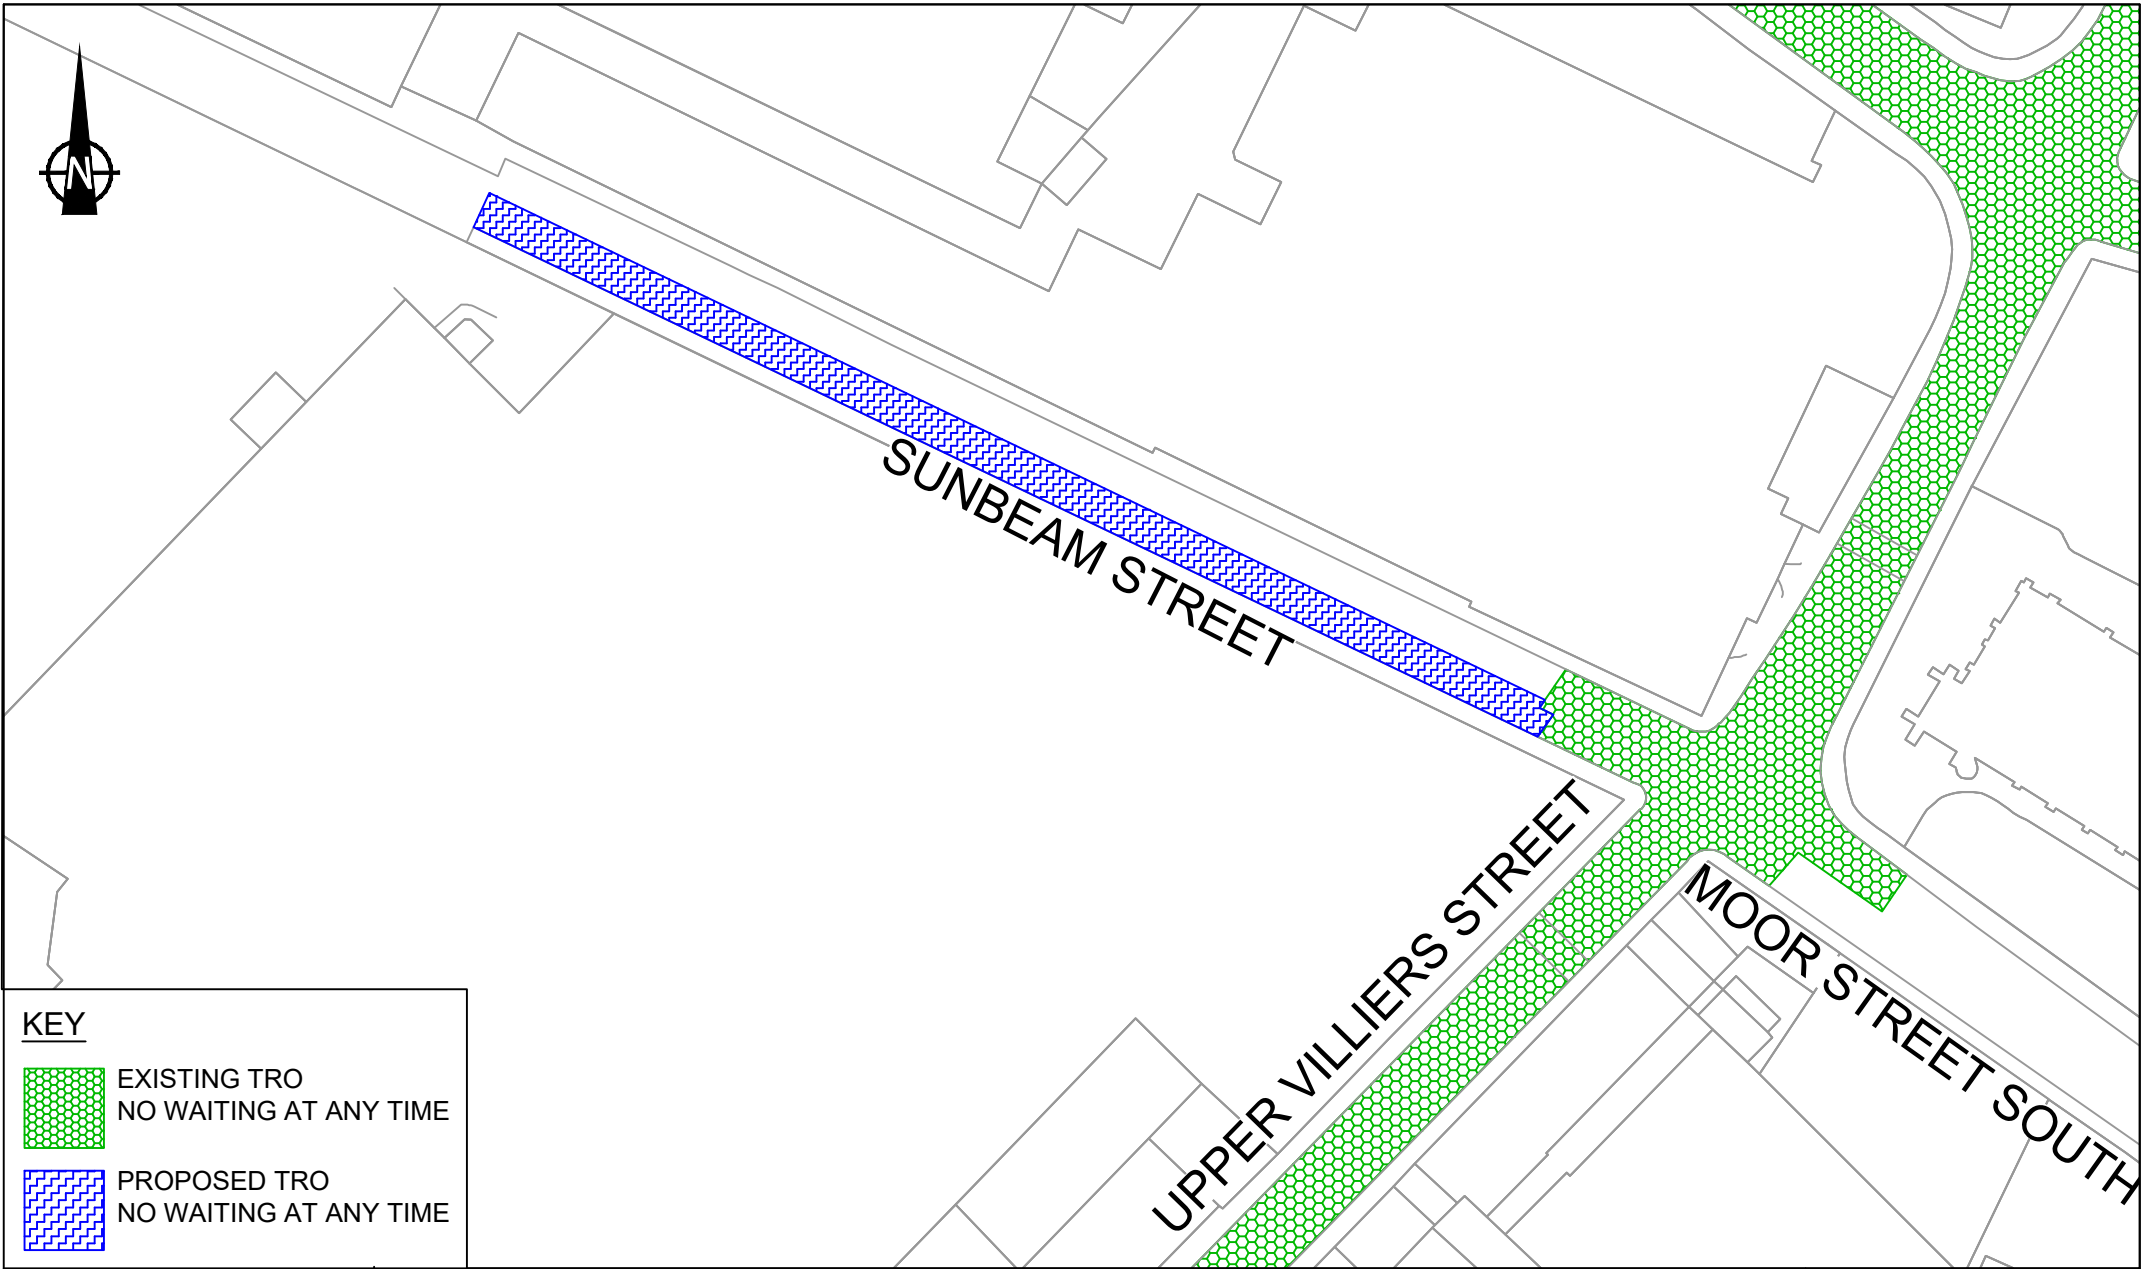 N
SUNBEAM STREET
UPPER VILLIERS STREET
MOOR STREET SOUTH
KEY
EXISTING TRO
NO WAITING AT ANY TIME
PROPOSED TRO
NO WAITING AT ANY TIME